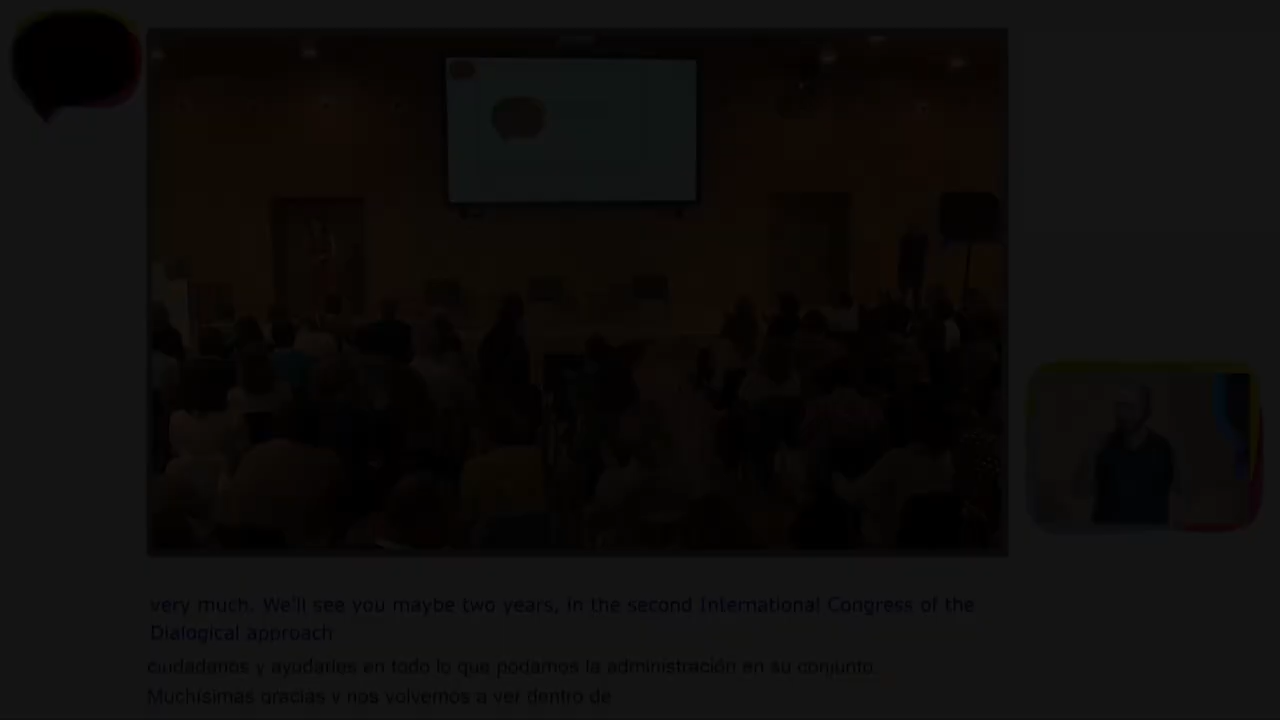 very much. We'll see you maybe two years, in the second International Congress of the
Dialogical approach
ciudadanos y ayudarles en todo lo que podamos la administración en su conjunto.
Muchísimas gracias y nos volvemos a ver dentro de